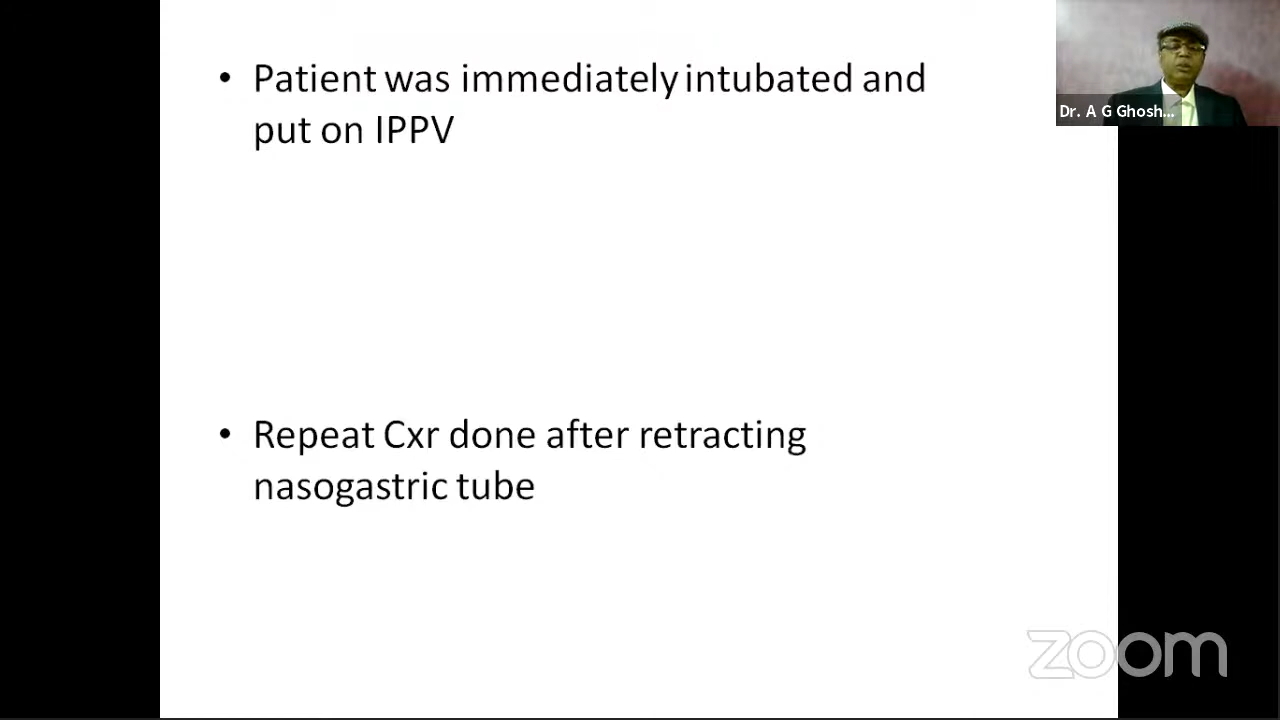 • Patient was immediately intubated and
put on IPPV
Dr. A G Ghosh...
• Repeat Cxr done after retracting
nasogastric tube
zoom